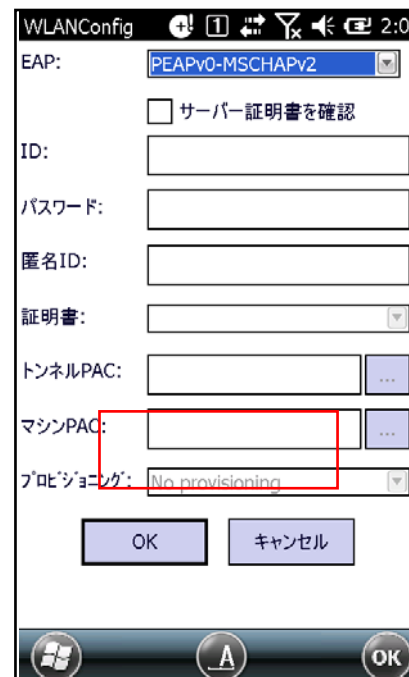 WLANConfig 1 2:0
EAP: PEAPv0-MSCHAPv2
サーバー証明書を確認
ID:
パスワード:
匿名ID:
証明書:
トンネルPAC: ...
マシンPAC: ...
プロビジョニング: No provisioning
OK キャンセル
A OK